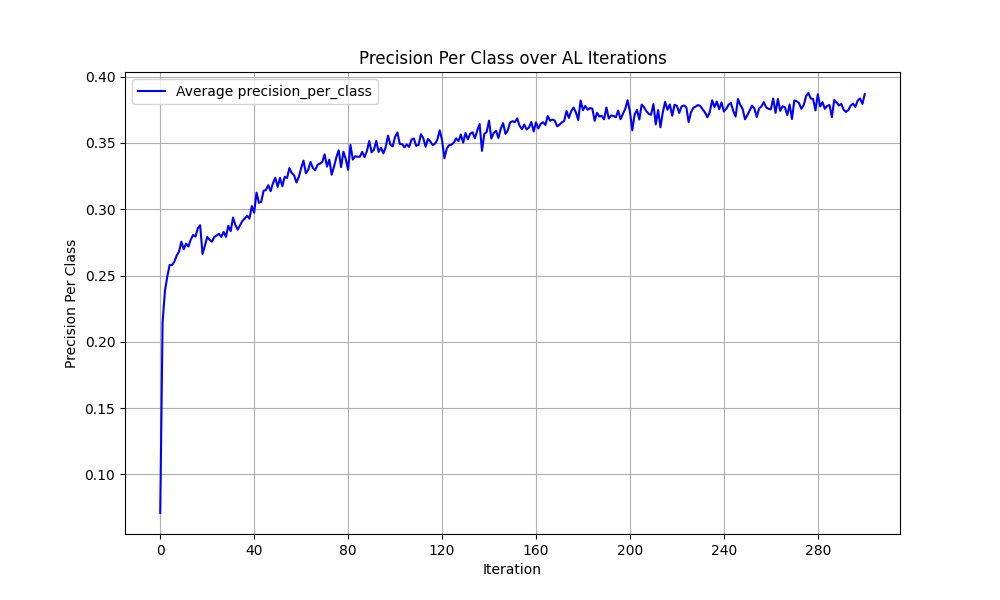 Precision Per Class over AL Iterations
Average precision_per_class
Precision Per Class
0.40
0.35
0.30
0.25
0.20
0.15
0.10
0 40 80 120 160 200 240 280
Iteration